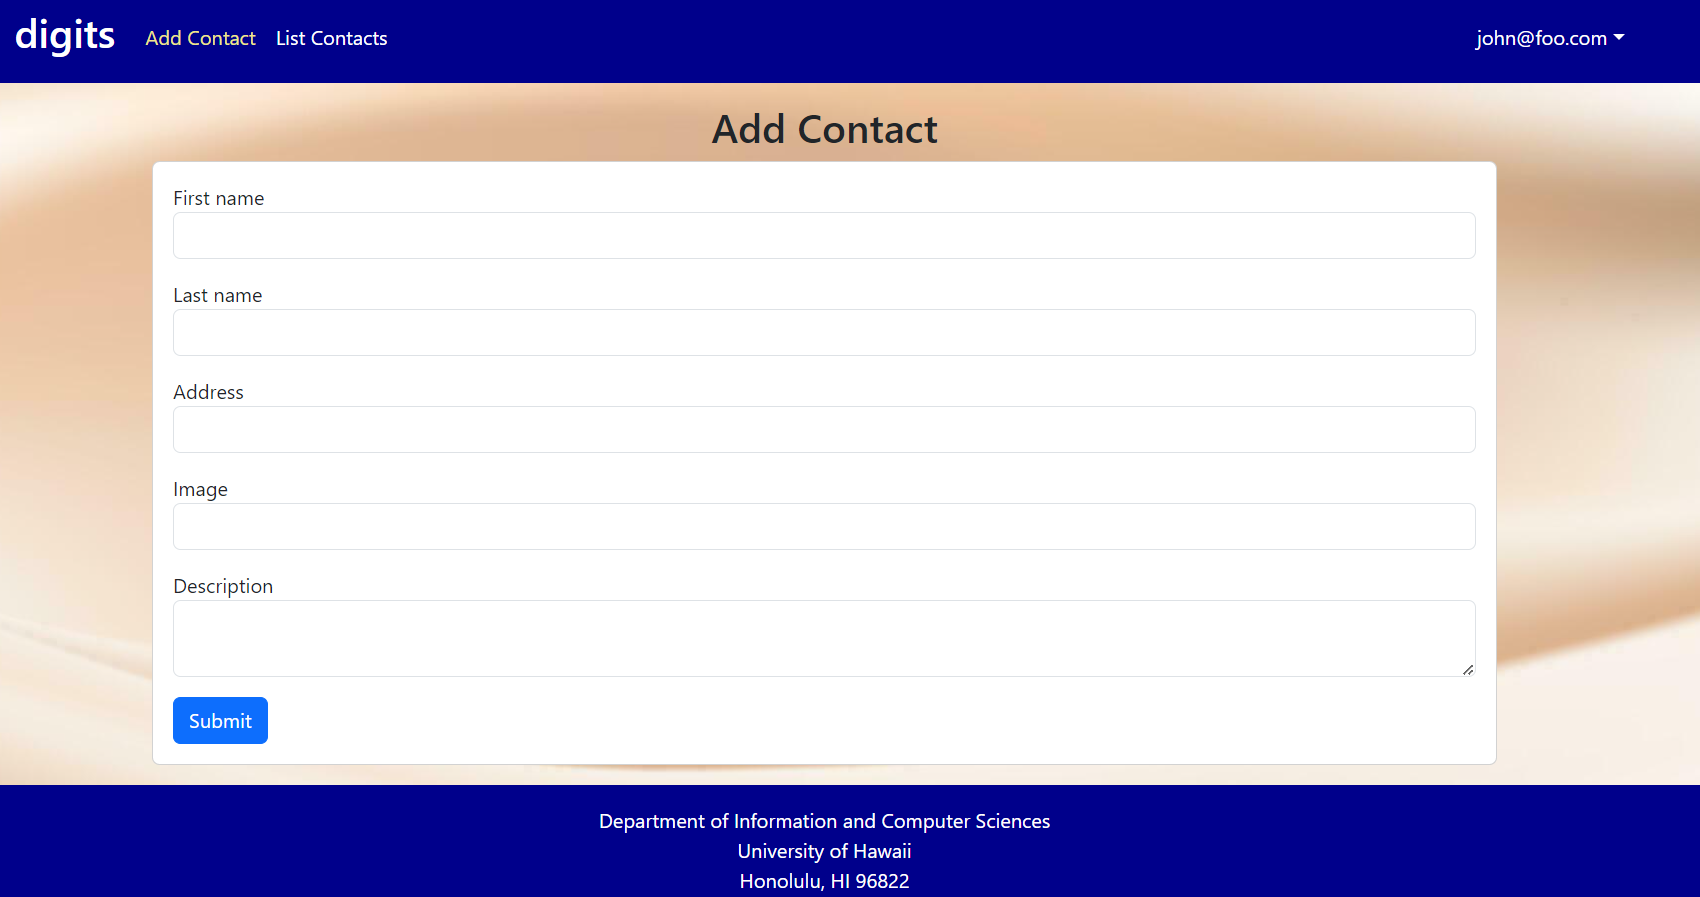 digits
Add Contact
List Contacts
john@foo.com
Add Contact
First name
Last name
Address
Image
Description
Submit
Department of Information and Computer Sciences
University of Hawaii
Honolulu, HI 96822